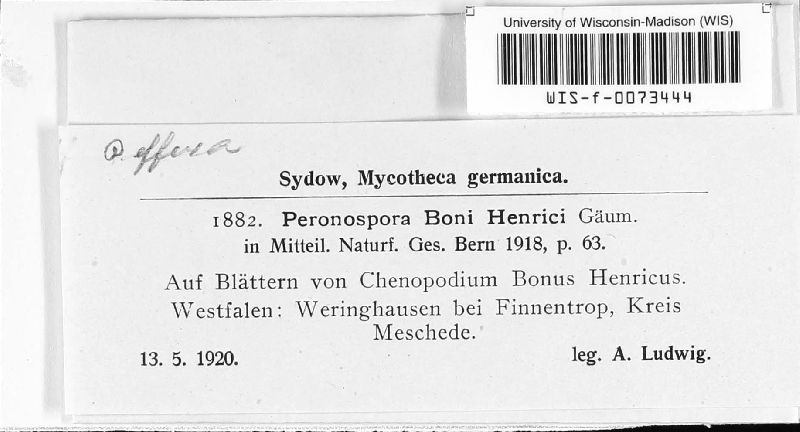 University of Wisconsin-Madison (WIS)
WIS-f-0073444
P. effusa
Sydow, Mycotheca germanica.
1882. Peronospora Boni Henrici Gäum.
in Mitteil. Naturf. Ges. Bern 1918, p. 63.
Auf Blättern von Chenopodium Bonus Henricus.
Westfalen: Weringhausen bei Finnentrop, Kreis
Meschede.
13. 5. 1920. leg. A. Ludwig.